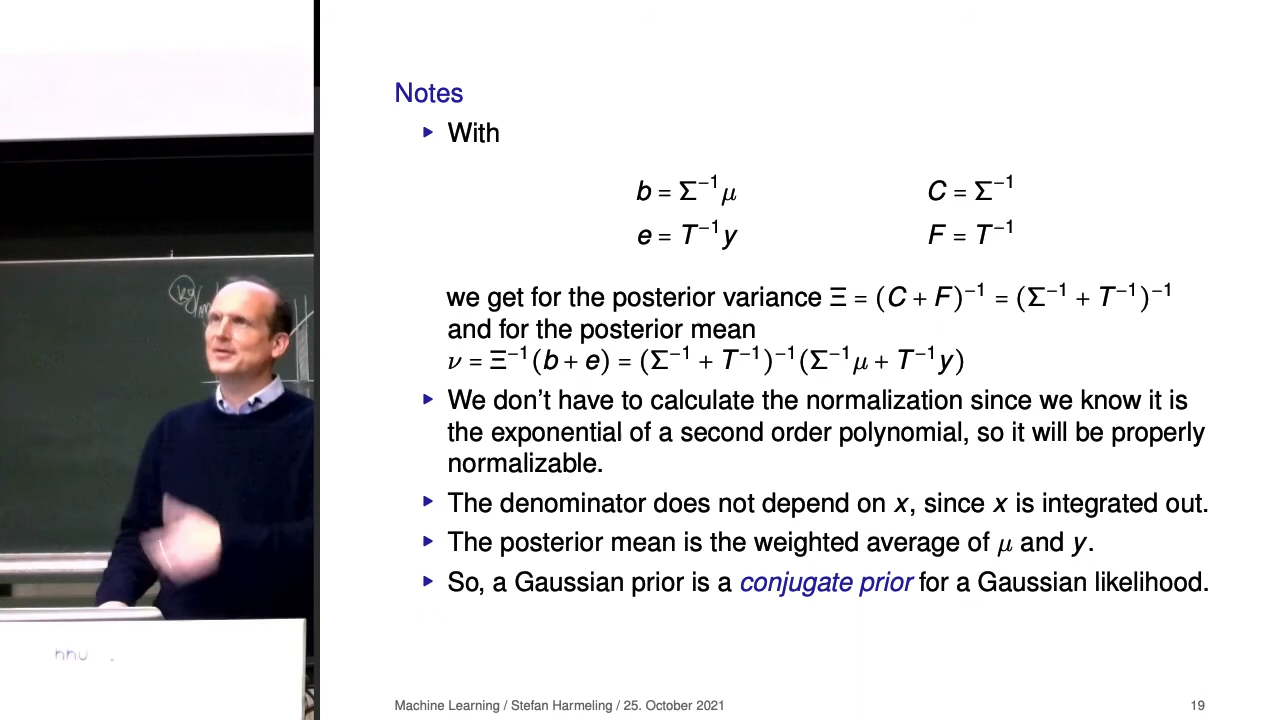 Notes
▸ With
b = Σ⁻¹μ C = Σ⁻¹
e = T⁻¹y F = T⁻¹
we get for the posterior variance Ξ = (C + F)⁻¹ = (Σ⁻¹ + T⁻¹)⁻¹
and for the posterior mean
ν = Ξ⁻¹(b + e) = (Σ⁻¹ + T⁻¹)⁻¹(Σ⁻¹μ + T⁻¹y)
▸ We don't have to calculate the normalization since we know it is
the exponential of a second order polynomial, so it will be properly
normalizable.
▸ The denominator does not depend on x, since x is integrated out.
▸ The posterior mean is the weighted average of μ and y.
▸ So, a Gaussian prior is a conjugate prior for a Gaussian likelihood.
Machine Learning / Stefan Harmeling / 25. October 2021 19
hhu